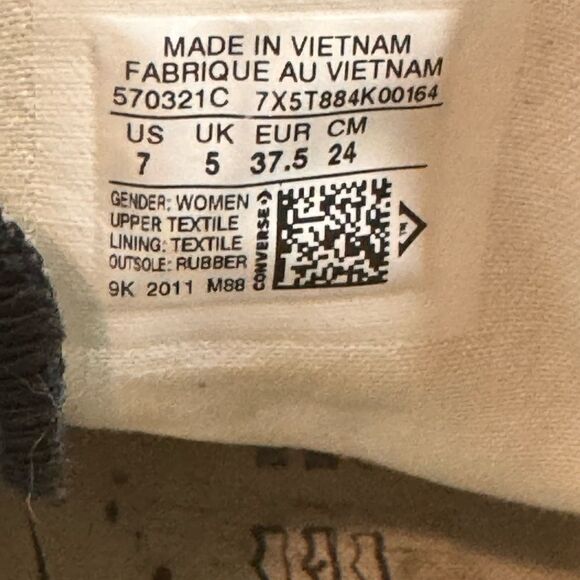 MADE IN VIETNAM
FABRIQUE AU VIETNAM
570321C 7X5T884K00164
US UK EUR CM
7 5 37.5 24
GENDER: WOMEN
UPPER TEXTILE
LINING: TEXTILE
OUTSOLE: RUBBER
9K 2011 M88
CONVERSE